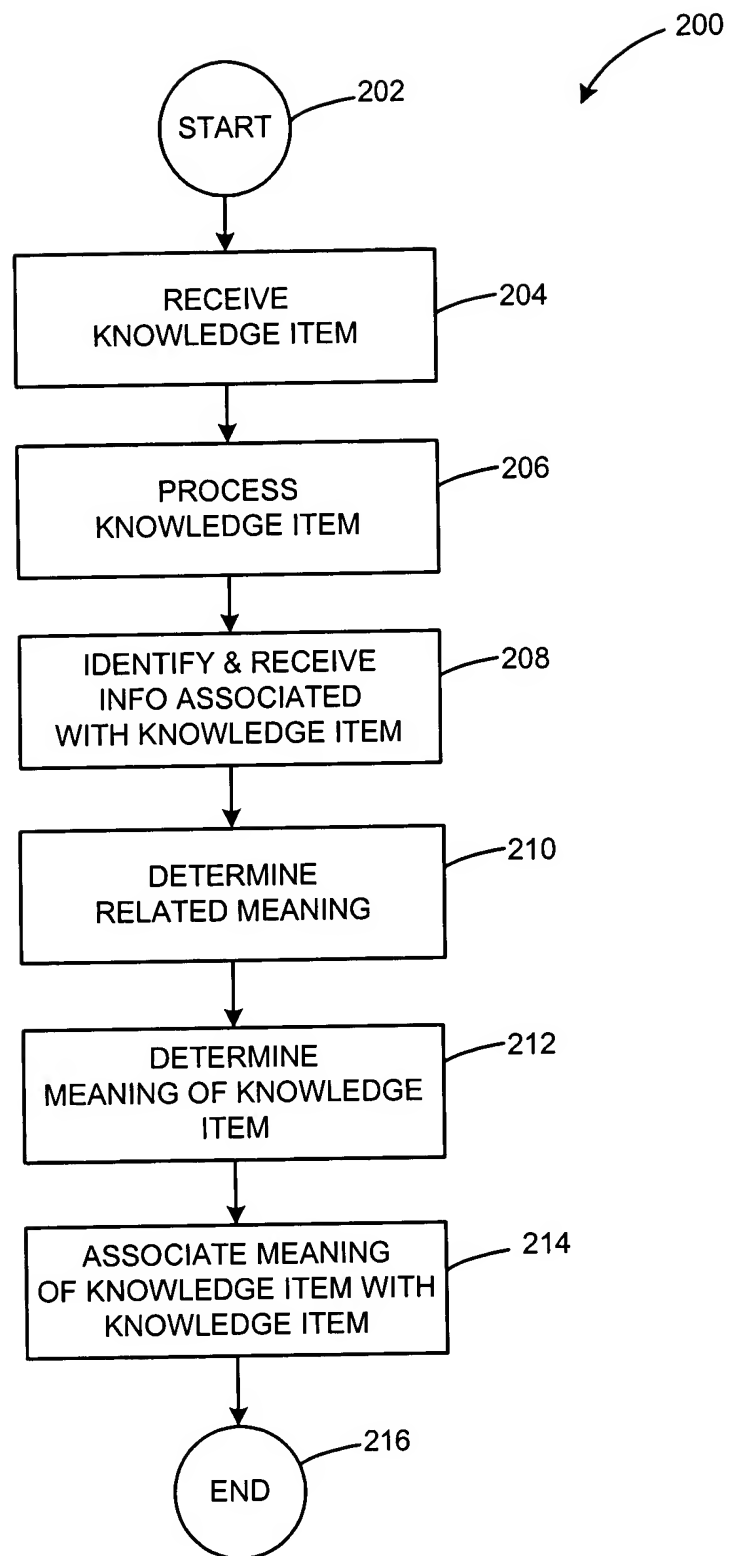 200
START
202
RECEIVE
KNOWLEDGE ITEM
204
PROCESS
KNOWLEDGE ITEM
206
IDENTIFY & RECEIVE
INFO ASSOCIATED
WITH KNOWLEDGE ITEM
208
DETERMINE
RELATED MEANING
210
DETERMINE
MEANING OF KNOWLEDGE
ITEM
212
ASSOCIATE MEANING
OF KNOWLEDGE ITEM WITH
KNOWLEDGE ITEM
214
END
216